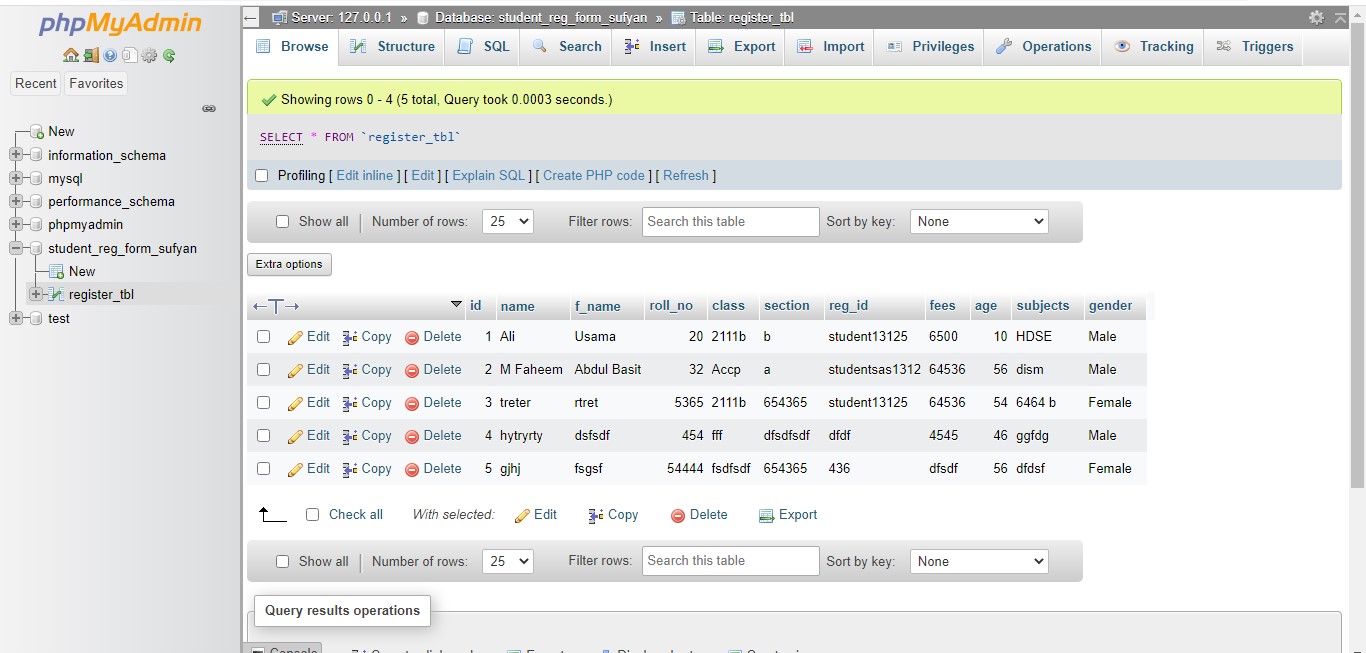 phpMyAdmin
Recent Favorites
New
information_schema
mysql
performance_schema
phpmyadmin
student_reg_form_sufyan
New
register_tbl
test
Server: 127.0.0.1 » Database: student_reg_form_sufyan » Table: register_tbl
Browse Structure SQL Search Insert Export Import Privileges Operations Tracking Triggers
Showing rows 0 - 4 (5 total, Query took 0.0003 seconds.)
SELECT * FROM `register_tbl`
Profiling [ Edit inline ] [ Edit ] [ Explain SQL ] [ Create PHP code ] [ Refresh ]
Show all Number of rows: 25 Filter rows: Search this table Sort by key: None
Extra options
←T→ id name f_name roll_no class section reg_id fees age subjects gender
Edit Copy Delete 1 Ali Usama 20 2111b b student13125 6500 10 HDSE Male
Edit Copy Delete 2 M Faheem Abdul Basit 32 Accp a studentsas1312 64536 56 dism Male
Edit Copy Delete 3 treter rtret 5365 2111b 654365 student13125 64536 54 6464 b Female
Edit Copy Delete 4 hytryrty dsfsdf 454 fff dfsdfsdf dfdf 4545 46 ggfdg Male
Edit Copy Delete 5 gjhj fsgsf 54444 fsdfsdf 654365 436 dfsdf 56 dfdsf Female
Check all With selected: Edit Copy Delete Export
Show all Number of rows: 25 Filter rows: Search this table Sort by key: None
Query results operations
Console